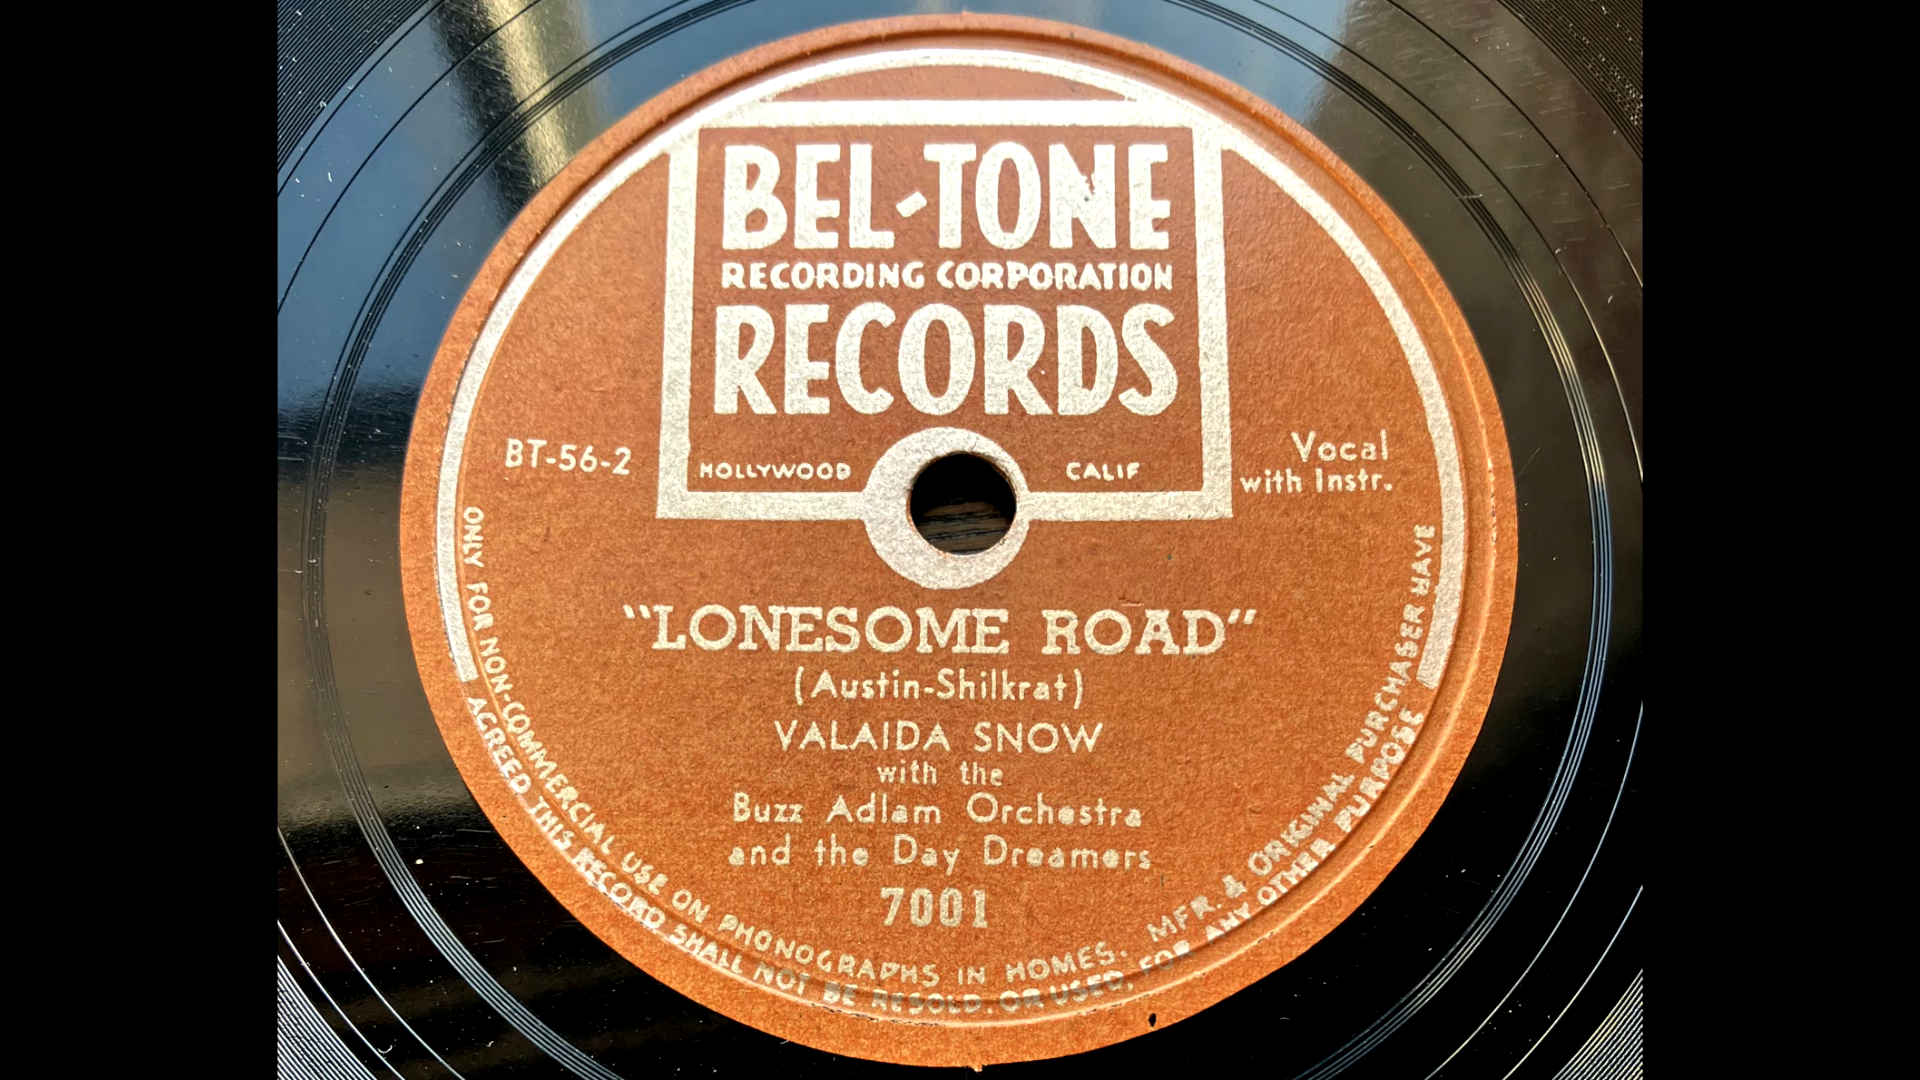 BEL-TONE
RECORDING CORPORATION
RECORDS
HOLLYWOOD CALIF
BT-56-2
Vocal
with Instr.
"LONESOME ROAD"
(Austin-Shilkrat)
VALAIDA SNOW
with the
Buzz Adlam Orchestra
and the Day Dreamers
7001
ONLY FOR NON-COMMERCIAL USE ON PHONOGRAPHS IN HOMES. MFR. & ORIGINAL PURCHASER HAVE
AGREED THIS RECORD SHALL NOT BE RESOLD. OR USED, FOR ANY OTHER PURPOSE